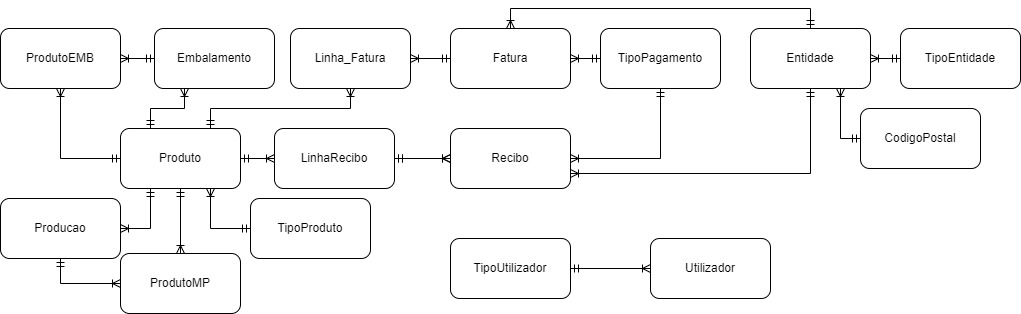 ProdutoEMB
Embalamento
Linha_Fatura
Fatura
TipoPagamento
Entidade
TipoEntidade
CodigoPostal
Produto
LinhaRecibo
Recibo
Producao
TipoProduto
ProdutoMP
TipoUtilizador
Utilizador